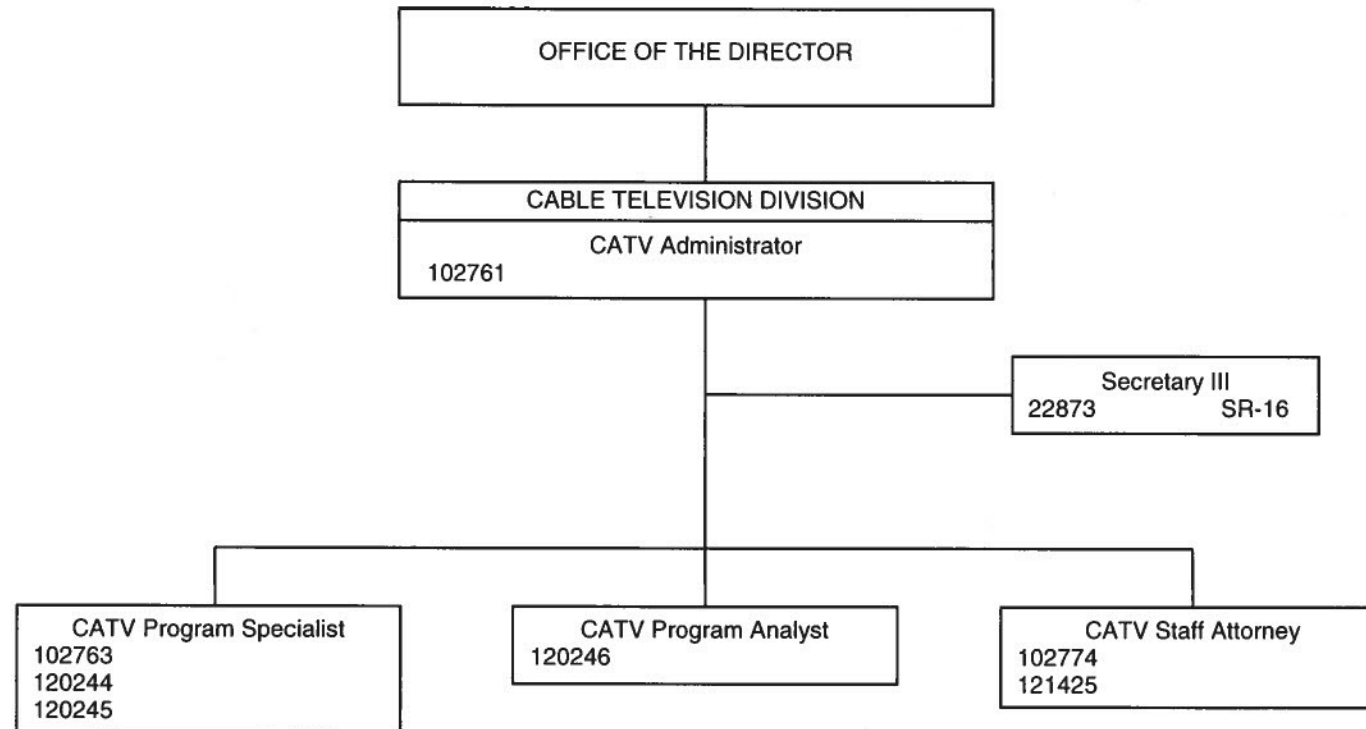 OFFICE OF THE DIRECTOR
CABLE TELEVISION DIVISION
CATV Administrator
102761
Secretary III
22873 SR-16
CATV Program Specialist
102763
120244
120245
CATV Program Analyst
120246
CATV Staff Attorney
102774
121425